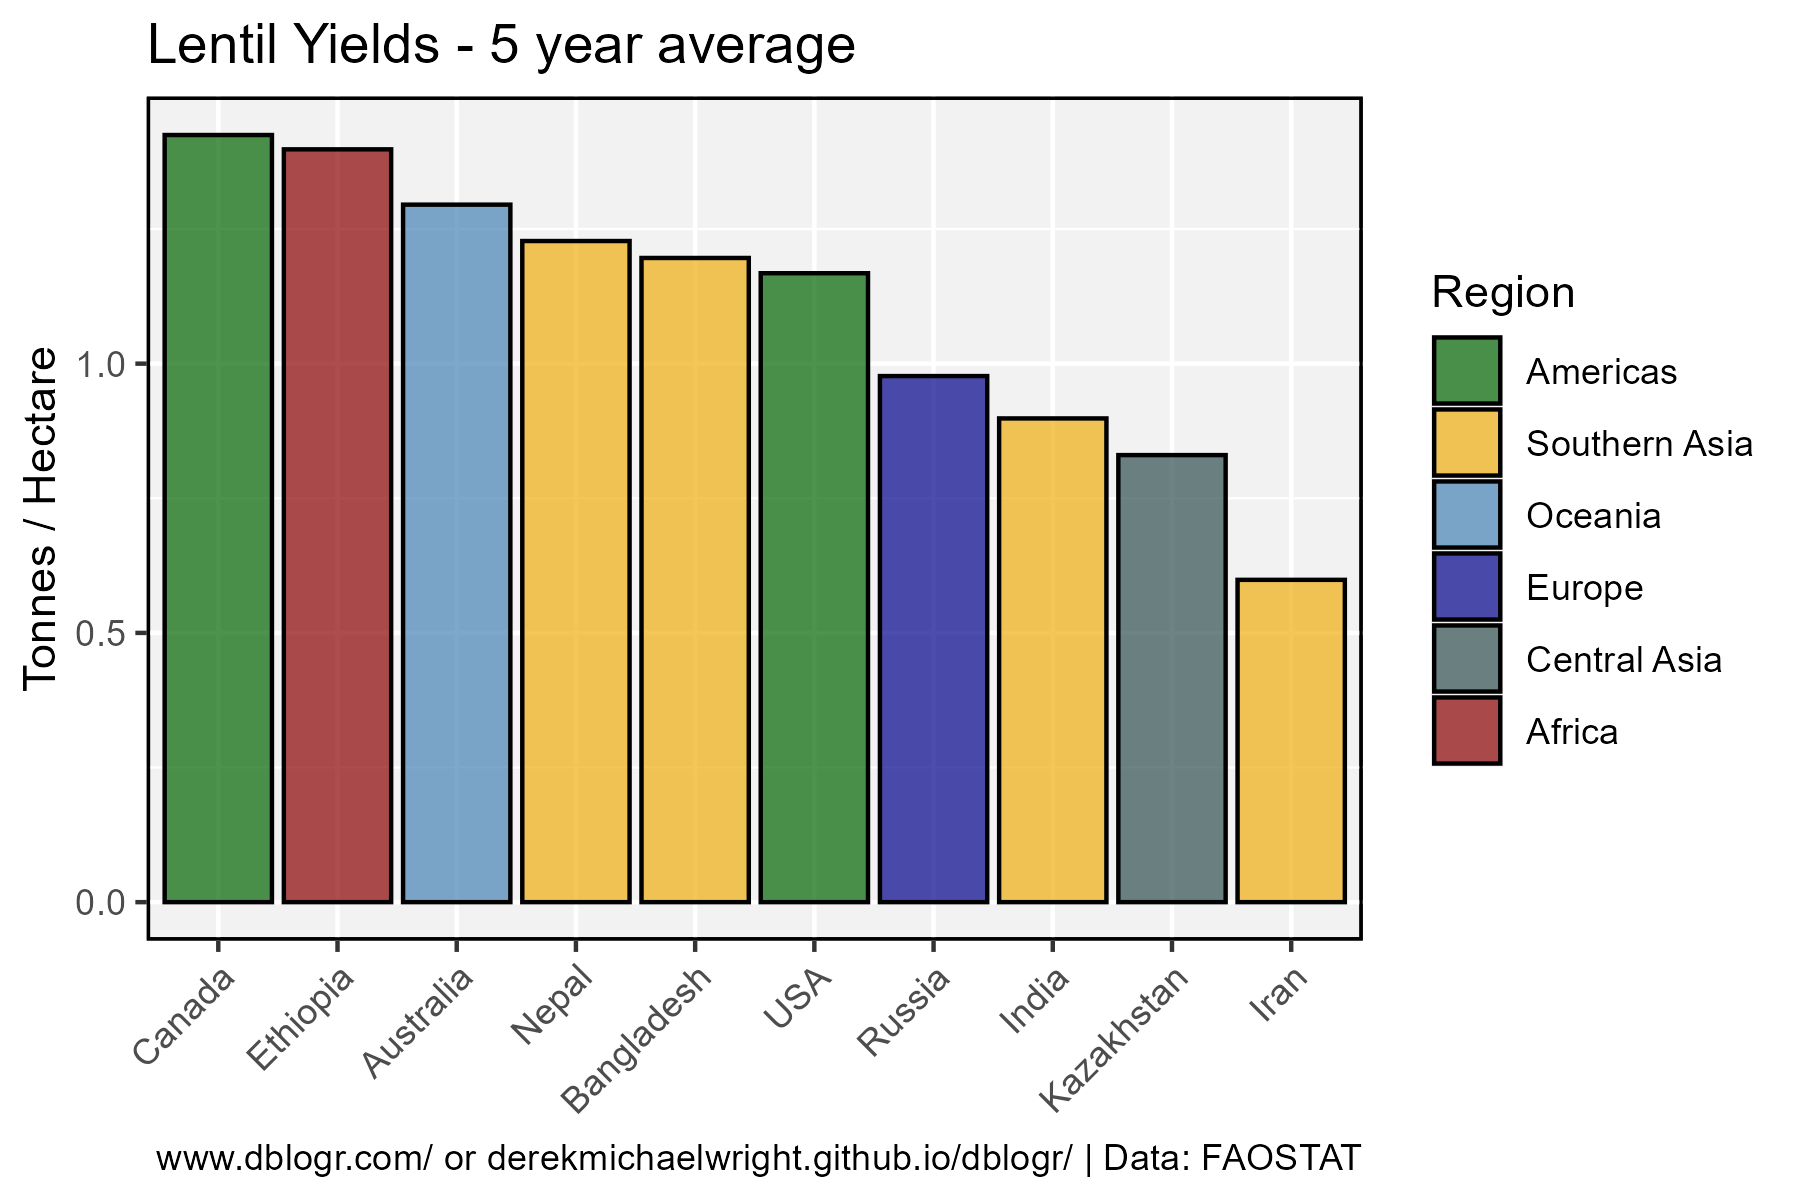 Lentil Yields - 5 year average
Tonnes / Hectare
1.0
0.5
0.0
Canada
Ethiopia
Australia
Nepal
Bangladesh
USA
Russia
India
Kazakhstan
Iran
Region
Americas
Southern Asia
Oceania
Europe
Central Asia
Africa
www.dblogr.com/ or derekmichaelwright.github.io/dblogr/ | Data: FAOSTAT